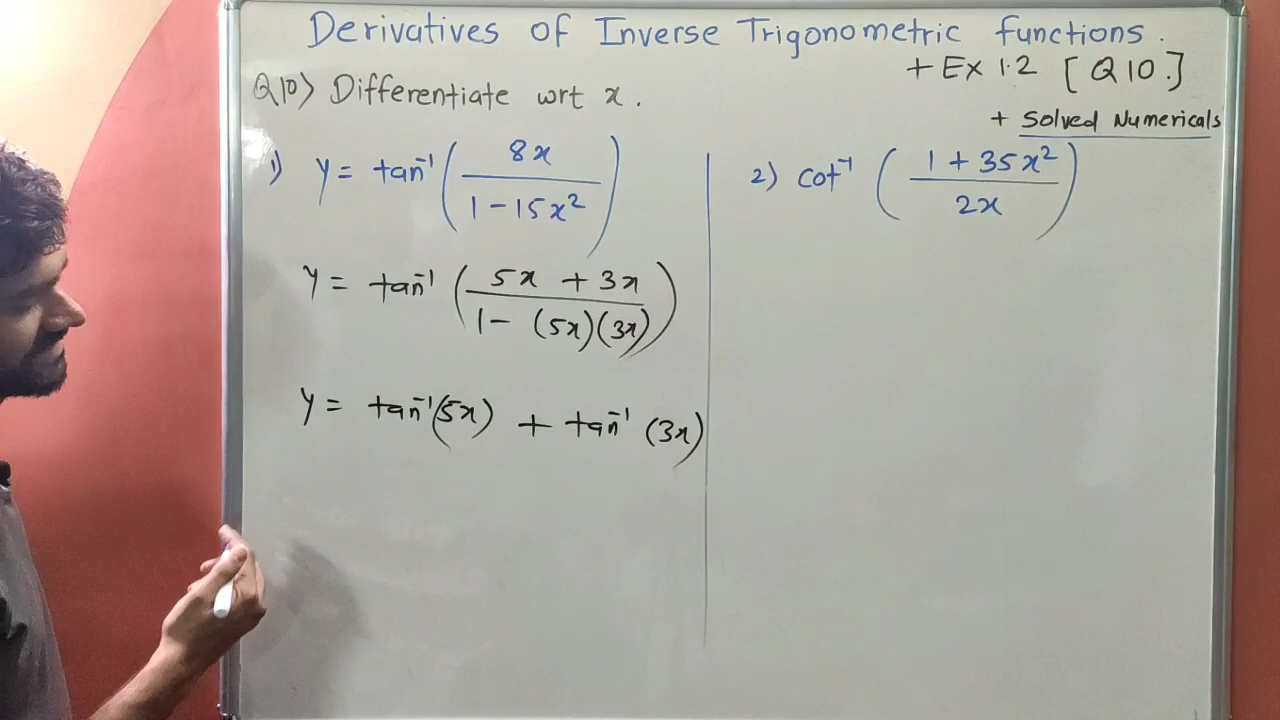 Derivatives of Inverse Trigonometric functions.
+ Ex 1.2 [Q10.]
Q10> Differentiate wrt x.
+ Solved Numericals
1) y = tan⁻¹ ( 8x / 1 - 15x² )
2) cot⁻¹ ( 1 + 35x² / 2x )
y = tan⁻¹ ( 5x + 3x / 1 - (5x)(3x) )
y = tan⁻¹(5x) + tan⁻¹ (3x)